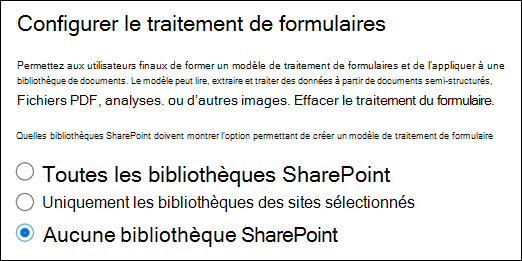 Configurer le traitement de formulaires
Permettez aux utilisateurs finaux de former un modèle de traitement de formulaires et de l'appliquer à une
bibliothèque de documents. Le modèle peut lire, extraire et traiter des données à partir de documents semi-structurés,
Fichiers PDF, analyses. ou d'autres images. Effacer le traitement du formulaire.
Quelles bibliothèques SharePoint doivent montrer l'option permettant de créer un modèle de traitement de formulaire
Toutes les bibliothèques SharePoint
Uniquement les bibliothèques des sites sélectionnés
Aucune bibliothèque SharePoint